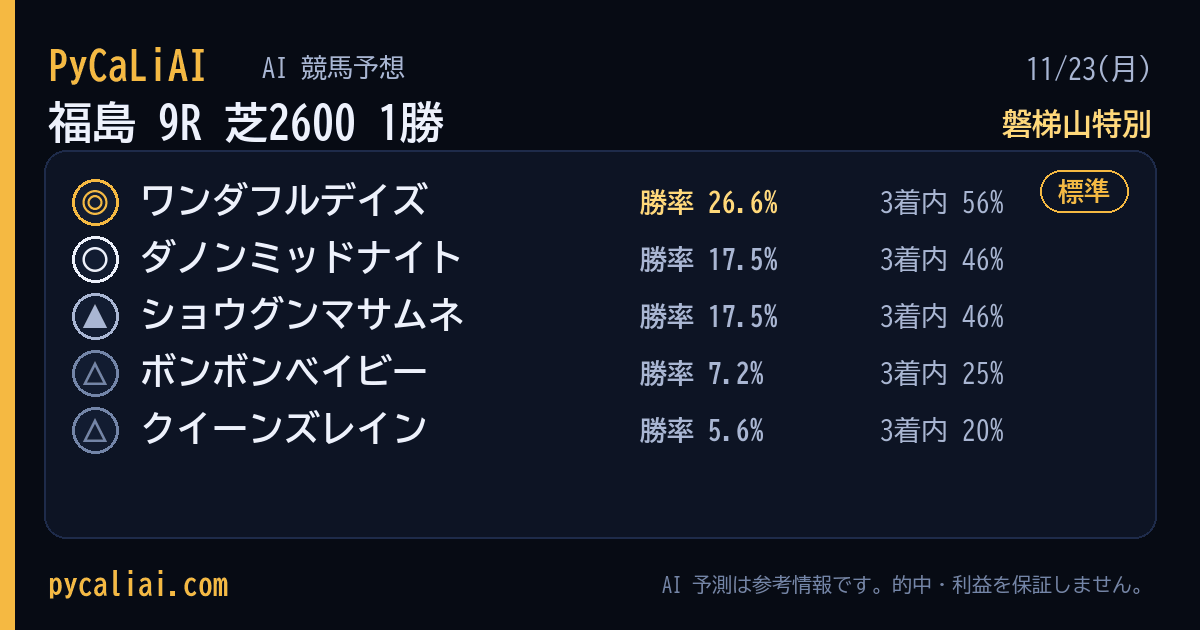 PyCaLiAI AI 競馬予想 11/23(月)
福島 9R 芝2600 1勝 磐梯山特別
◎ ワンダフルデイズ 勝率 26.6% 3着内 56% 標準
○ ダノンミッドナイト 勝率 17.5% 3着内 46%
▲ ショウグンマサムネ 勝率 17.5% 3着内 46%
△ ボンボンベイビー 勝率 7.2% 3着内 25%
△ クイーンズレイン 勝率 5.6% 3着内 20%
pycaliai.com AI 予測は参考情報です。的中・利益を保証しません。